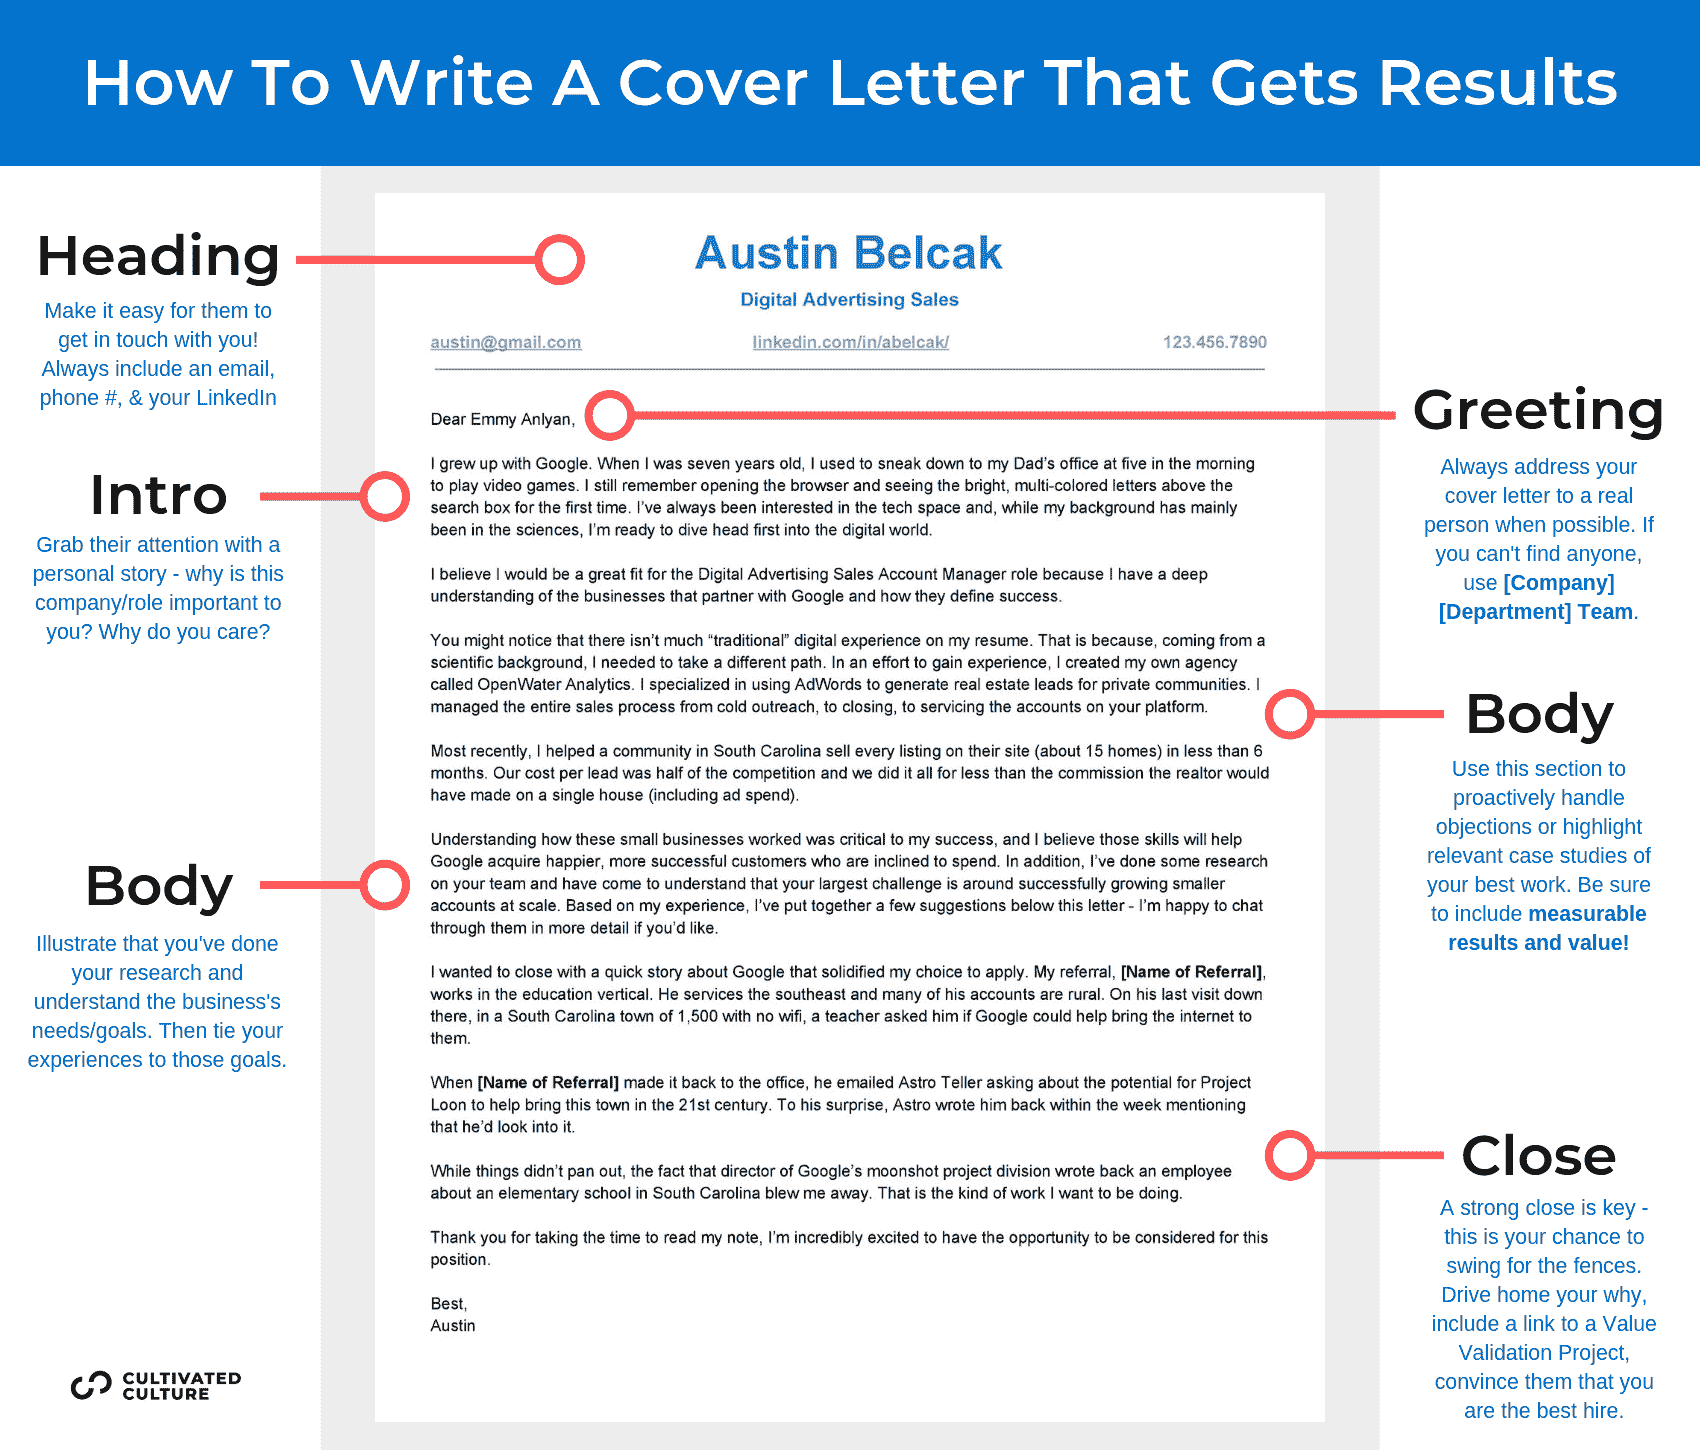 How To Write A Cover Letter That Gets Results
Heading
Make it easy for them to
get in touch with you!
Always include an email,
phone #, & your LinkedIn
Intro
Grab their attention with a
personal story - why is this
company/role important to
you? Why do you care?
Body
Illustrate that you've done
your research and
understand the business's
needs/goals. Then tie your
experiences to those goals.
CULTIVATED
CULTURE
Austin Belcak
Digital Advertising Sales
austin@gmail.com linkedin.com/in/abelcak/ 123.456.7890
Dear Emmy Anlyan,
I grew up with Google. When I was seven years old, I used to sneak down to my Dad's office at five in the morning
to play video games. I still remember opening the browser and seeing the bright, multi-colored letters above the
search box for the first time. I've always been interested in the tech space and, while my background has mainly
been in the sciences, I'm ready to dive head first into the digital world.
I believe I would be a great fit for the Digital Advertising Sales Account Manager role because I have a deep
understanding of the businesses that partner with Google and how they define success.
You might notice that there isn't much “traditional” digital experience on my resume. That is because, coming from a
scientific background, I needed to take a different path. In an effort to gain experience, I created my own agency
called OpenWater Analytics. I specialized in using AdWords to generate real estate leads for private communities. I
managed the entire sales process from cold outreach, to closing, to servicing the accounts on your platform.
Most recently, I helped a community in South Carolina sell every listing on their site (about 15 homes) in less than 6
months. Our cost per lead was half of the competition and we did it all for less than the commission the realtor would
have made on a single house (including ad spend).
Understanding how these small businesses worked was critical to my success, and I believe those skills will help
Google acquire happier, more successful customers who are inclined to spend. In addition, I've done some research
on your team and have come to understand that your largest challenge is around successfully growing smaller
accounts at scale. Based on my experience, I've put together a few suggestions below this letter - I'm happy to chat
through them in more detail if you'd like.
I wanted to close with a quick story about Google that solidified my choice to apply. My referral, [Name of Referral],
works in the education vertical. He services the southeast and many of his accounts are rural. On his last visit down
there, in a South Carolina town of 1,500 with no wifi, a teacher asked him if Google could help bring the internet to
them.
When [Name of Referral] made it back to the office, he emailed Astro Teller asking about the potential for Project
Loon to help bring this town in the 21st century. To his surprise, Astro wrote him back within the week mentioning
that he'd look into it.
While things didn't pan out, the fact that director of Google's moonshot project division wrote back an employee
about an elementary school in South Carolina blew me away. That is the kind of work I want to be doing.
Thank you for taking the time to read my note, I'm incredibly excited to have the opportunity to be considered for this
position.
Best,
Austin
Greeting
Always address your
cover letter to a real
person when possible. If
you can't find anyone,
use [Company]
[Department] Team.
Body
Use this section to
proactively handle
objections or highlight
relevant case studies of
your best work. Be sure
to include measurable
results and value!
Close
A strong close is key -
this is your chance to
swing for the fences.
Drive home your why,
include a link to a Value
Validation Project,
convince them that you
are the best hire.